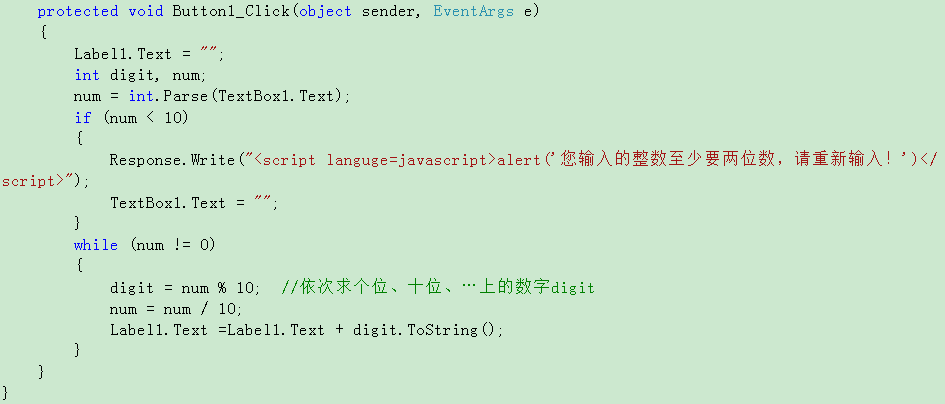 protected void Button1_Click(object sender, EventArgs e)
{
Label1.Text = "";
int digit, num;
num = int.Parse(TextBox1.Text);
if (num < 10)
{
Response.Write("<script languge=javascript>alert('您输入的整数至少要两位数，请重新输入！')</
script>");
TextBox1.Text = "";
}
while (num != 0)
{
digit = num % 10;  //依次求个位、十位、…上的数字digit
num = num / 10;
Label1.Text =Label1.Text + digit.ToString();
}
}
}